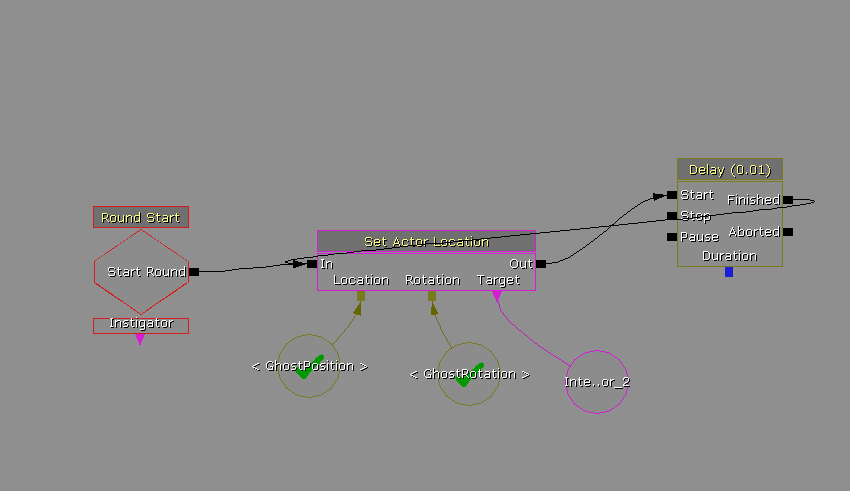 Round Start
Start Round
Instigator
Set Actor Location
In
Out
Location Rotation Target
Delay (0.01)
Start
Finished
Stop
Aborted
Pause
Duration
< GhostPosition >
< GhostRotation >
Inte..or_2